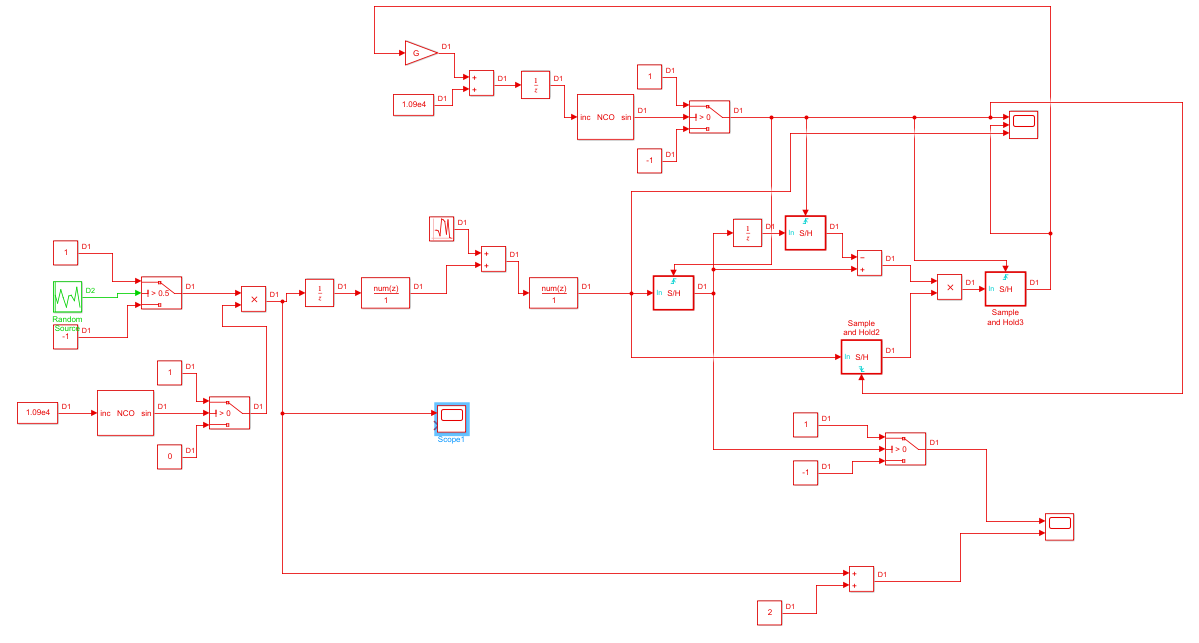 G
D1
1.09e4
D1
+
+
D1
1
z
D1
inc NCO sin
D1
1
D1
> 0
D1
-1
D1
1
D1
D2
Random
Source
> 0.5
D1
-1
D1
×
D1
1
z
D1
num(z)
1
D1
D1
+
+
D1
num(z)
1
D1
In S/H
D1
1
z
D1
In S/H
D1
−
+
D1
×
D1
In S/H
D1
Sample
and Hold3
Sample
and Hold2
In S/H
D1
1
D1
1.09e4
D1
inc NCO sin
D1
> 0
D1
0
D1
Scope1
1
D1
> 0
D1
-1
D1
+
+
D1
2
D1